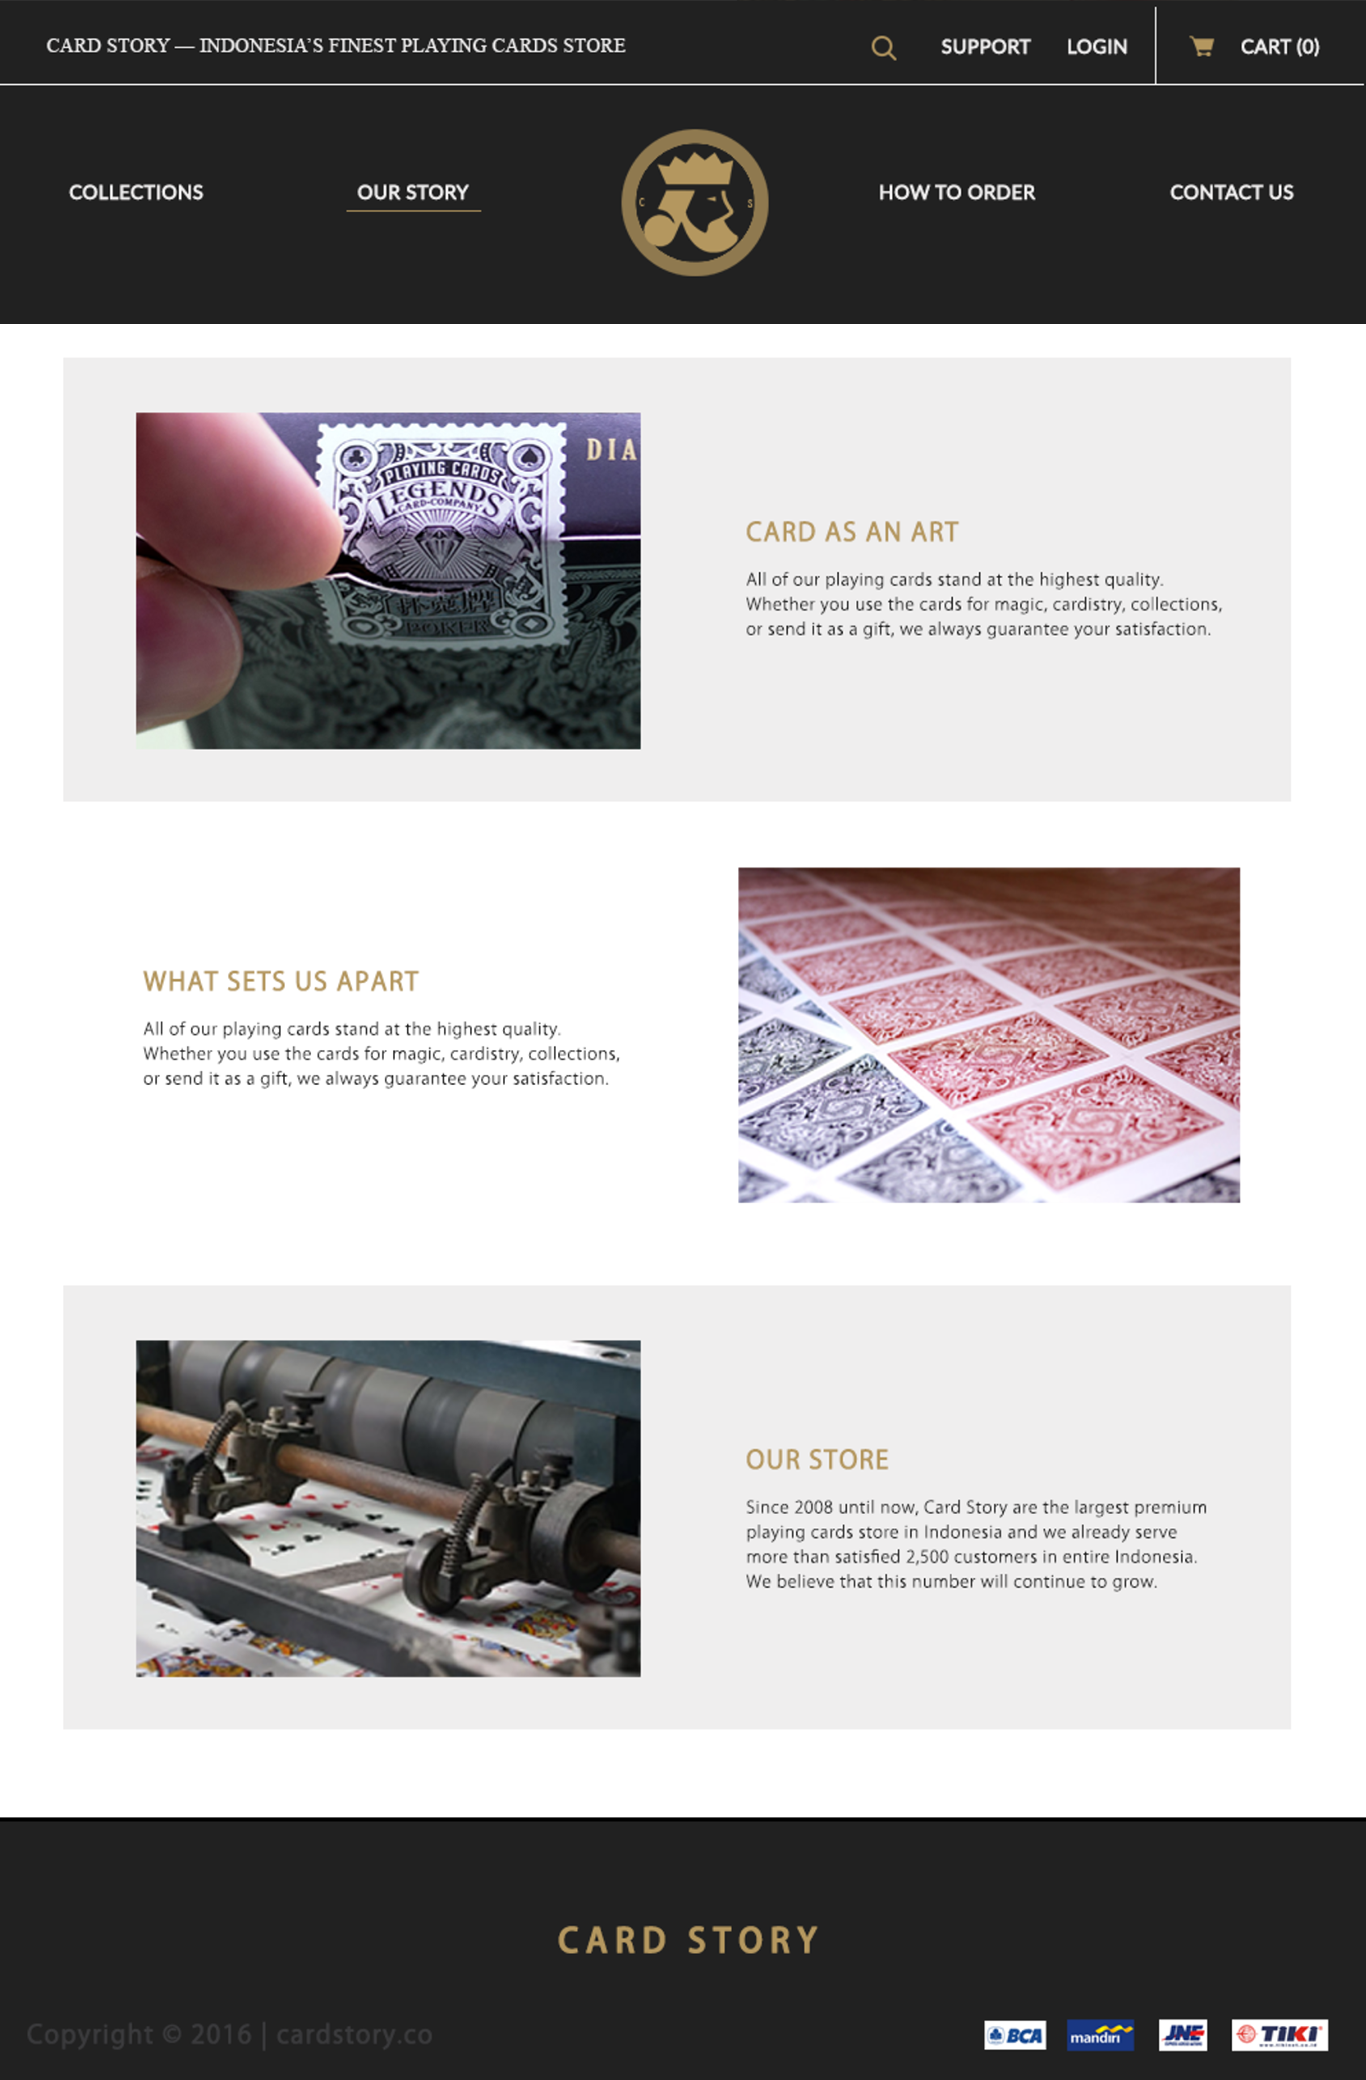 CARD STORY — INDONESIA'S FINEST PLAYING CARDS STORE
SUPPORT
LOGIN
CART (0)
COLLECTIONS
OUR STORY
C S
HOW TO ORDER
CONTACT US
DIA
PLAYING CARDS
LEGENDS
CARD-COMPANY
POKER
CARD AS AN ART
All of our playing cards stand at the highest quality.
Whether you use the cards for magic, cardistry, collections,
or send it as a gift, we always guarantee your satisfaction.
WHAT SETS US APART
All of our playing cards stand at the highest quality.
Whether you use the cards for magic, cardistry, collections,
or send it as a gift, we always guarantee your satisfaction.
OUR STORE
Since 2008 until now, Card Story are the largest premium
playing cards store in Indonesia and we already serve
more than satisfied 2,500 customers in entire Indonesia.
We believe that this number will continue to grow.
CARD STORY
Copyright © 2016 | cardstory.co
BCA
mandiri
JNE
TIKI